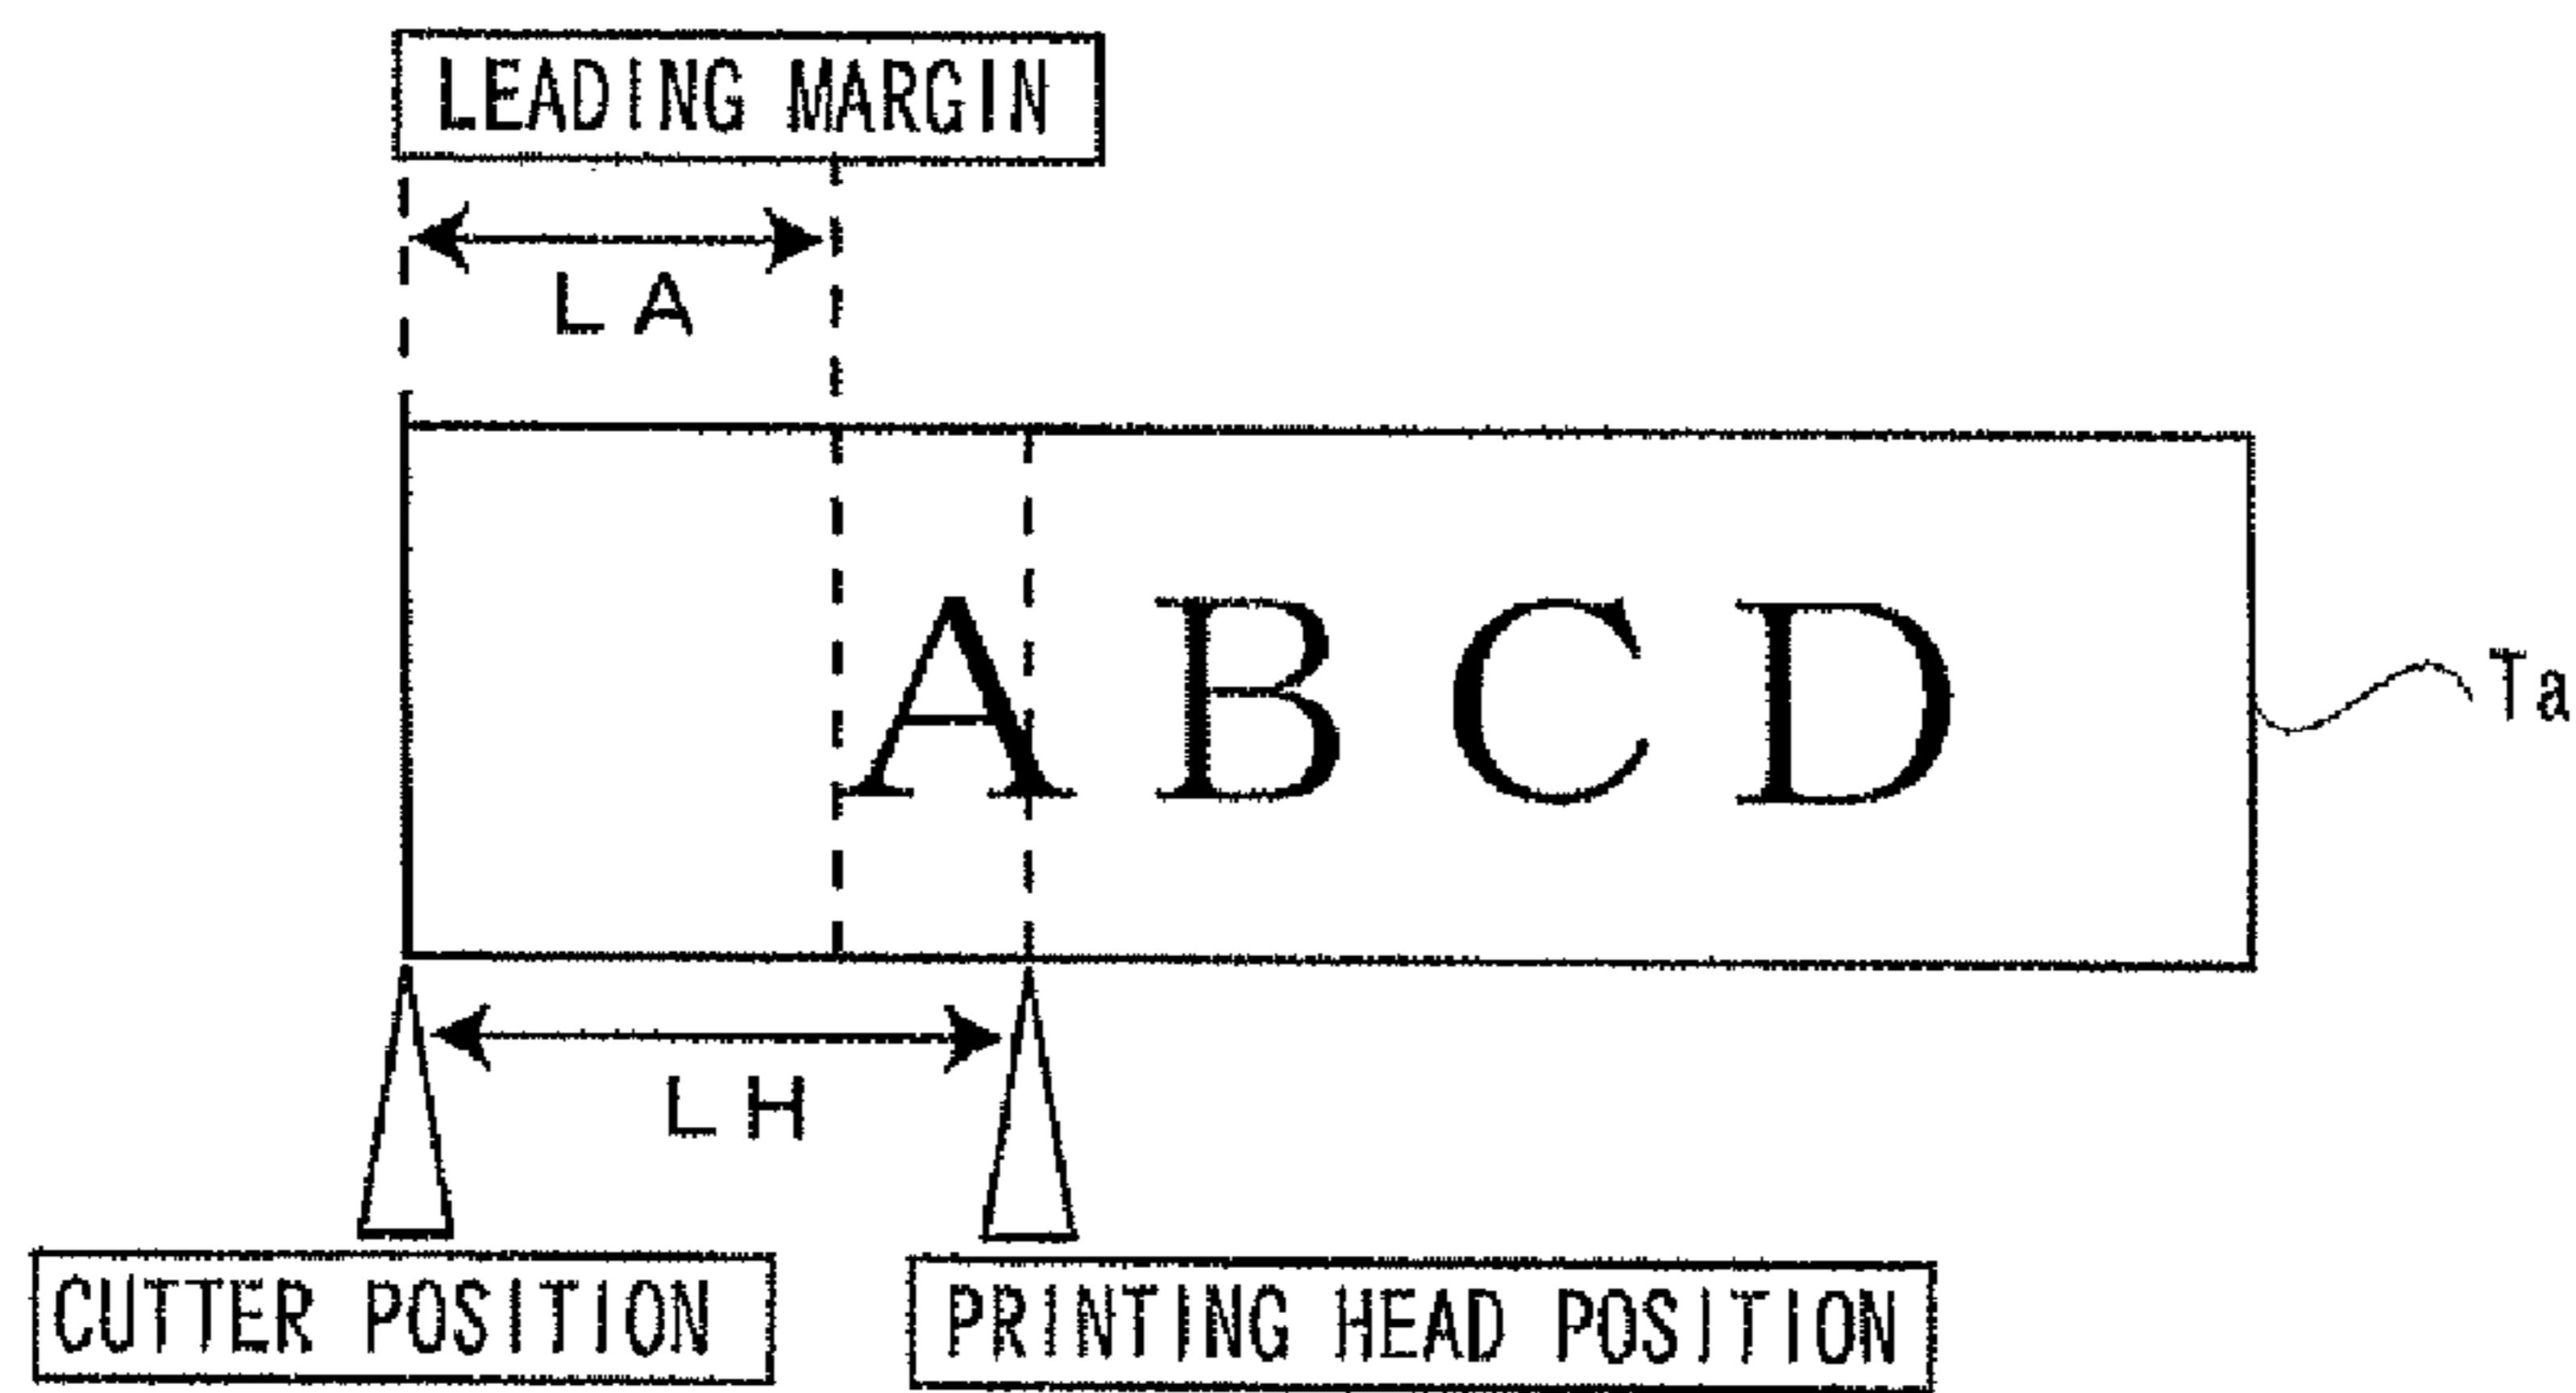 LEADING MARGIN
LA
ABCD
Ta
LH
CUTTER POSITION
PRINTING HEAD POSITION